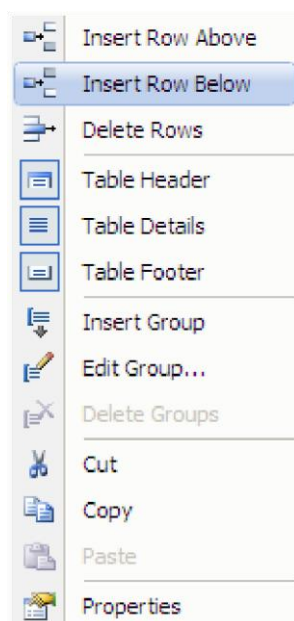 Insert Row Above
Insert Row Below
Delete Rows
Table Header
Table Details
Table Footer
Insert Group
Edit Group...
Delete Groups
Cut
Copy
Paste
Properties